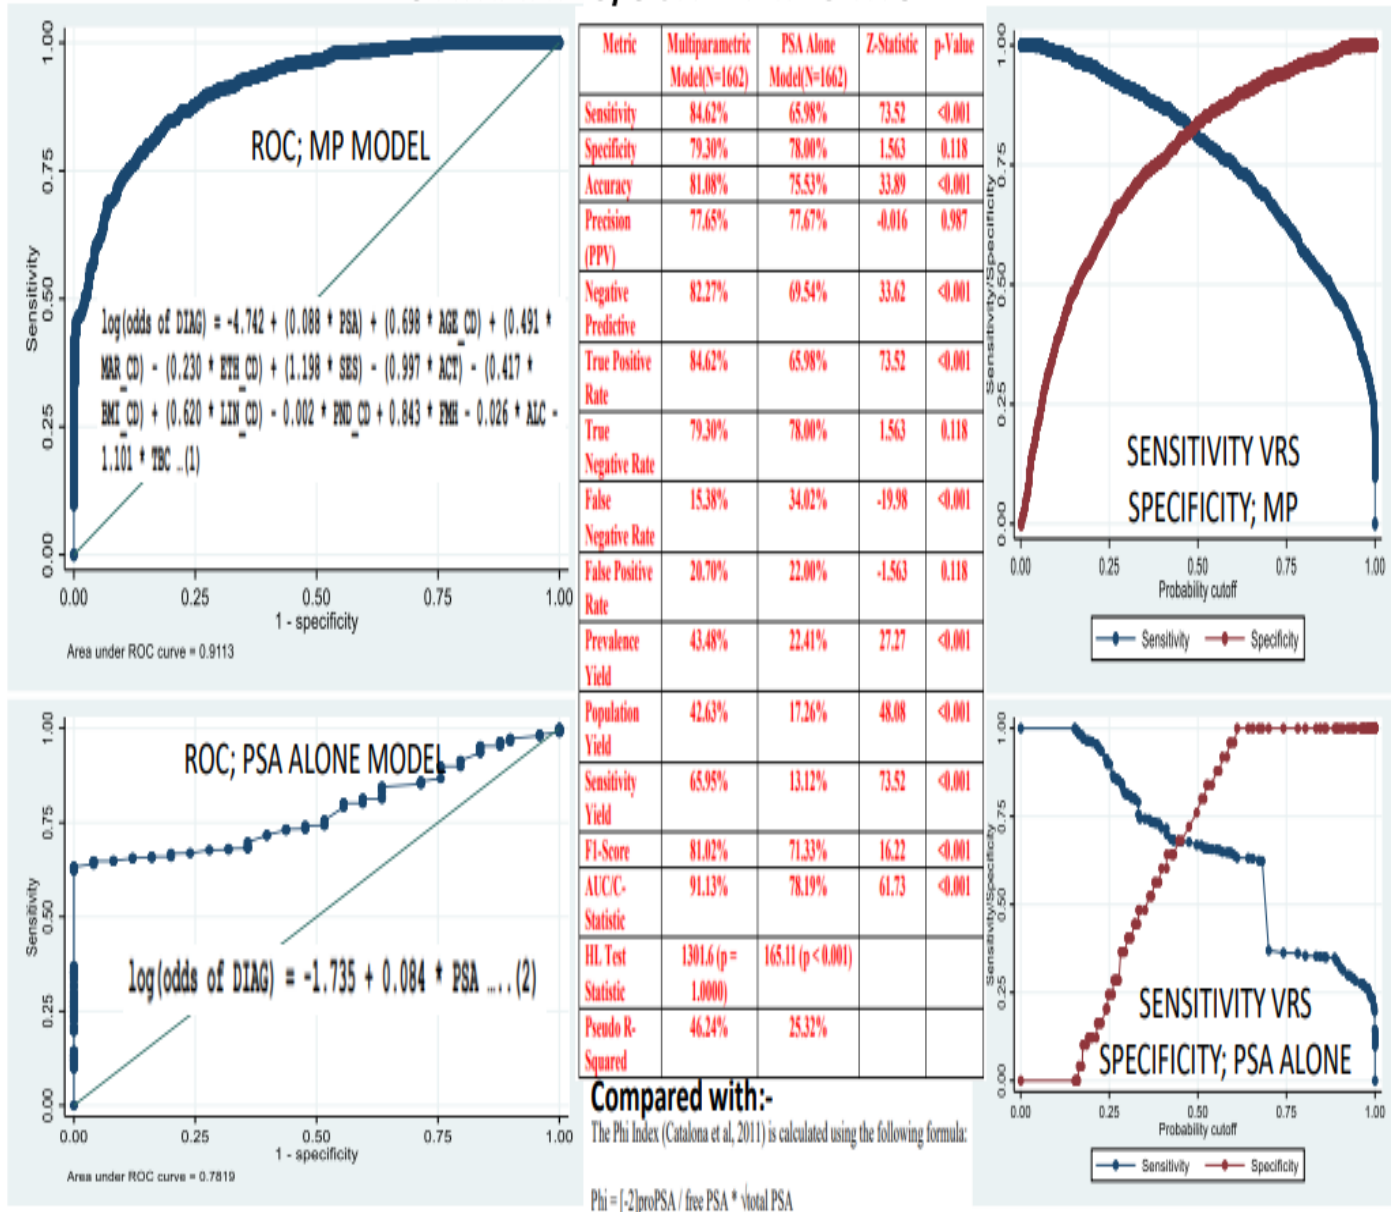 1.00
0.75
0.50
0.25
0.00
Sensitivity
ROC; MP MODEL
log(odds of DIAG) = -4.742 + (0.088 * PSA) + (0.698 * AGE_CD) + (0.491 *
MAR_CD) - (0.230 * ETH_CD) + (1.198 * SES) - (0.997 * ACT) - (0.417 *
BMI_CD) + (0.620 * LIN_CD) - 0.002 * PND_CD + 0.843 * FMH - 0.026 * ALC -
1.101 * TBC ..(1)
0.00 0.25 0.50 0.75 1.00
1 - specificity
Area under ROC curve = 0.9113
1.00
0.75
0.50
0.25
0.00
Sensitivity
ROC; PSA ALONE MODEL
log(odds of DIAG) = -1.735 + 0.084 * PSA ....(2)
0.00 0.25 0.50 0.75 1.00
1 - specificity
Area under ROC curve = 0.7819
Metric Multiparametric PSA Alone Z-Statistic p-Value
Model(N=1662) Model(N=1662)
Sensitivity 84.62% 65.98% 73.52 <0.001
Specificity 79.30% 78.00% 1.563 0.118
Accuracy 81.08% 75.53% 33.89 <0.001
Precision 77.65% 77.67% -0.016 0.987
(PPV)
Negative 82.27% 69.54% 33.62 <0.001
Predictive
True Positive 84.62% 65.98% 73.52 <0.001
Rate
True 79.30% 78.00% 1.563 0.118
Negative Rate
False 15.38% 34.02% -19.98 <0.001
Negative Rate
False Positive 20.70% 22.00% -1.563 0.118
Rate
Prevalence 43.48% 22.41% 27.27 <0.001
Yield
Population 42.63% 17.26% 48.08 <0.001
Yield
Sensitivity 65.95% 13.12% 73.52 <0.001
Yield
F1-Score 81.02% 71.33% 16.22 <0.001
AUC/C- 91.13% 78.19% 61.73 <0.001
Statistic
HL Test 1301.6 (p = 165.11 (p < 0.001)
Statistic 1.0000)
Pseudo R- 46.24% 25.32%
Squared
Compared with:-
The Phi Index (Catalona et al, 2011) is calculated using the following formula:
Phi = [-2]proPSA / free PSA * √total PSA
1.00
0.75
0.50
0.25
0.00
Sensitivity/Specificity
SENSITIVITY VRS
SPECIFICITY; MP
0.00 0.25 0.50 0.75 1.00
Probability cutoff
Sensitivity Specificity
1.00
0.75
0.50
0.25
0.00
Sensitivity/Specificity
SENSITIVITY VRS
SPECIFICITY; PSA ALONE
0.00 0.25 0.50 0.75 1.00
Probability cutoff
Sensitivity Specificity